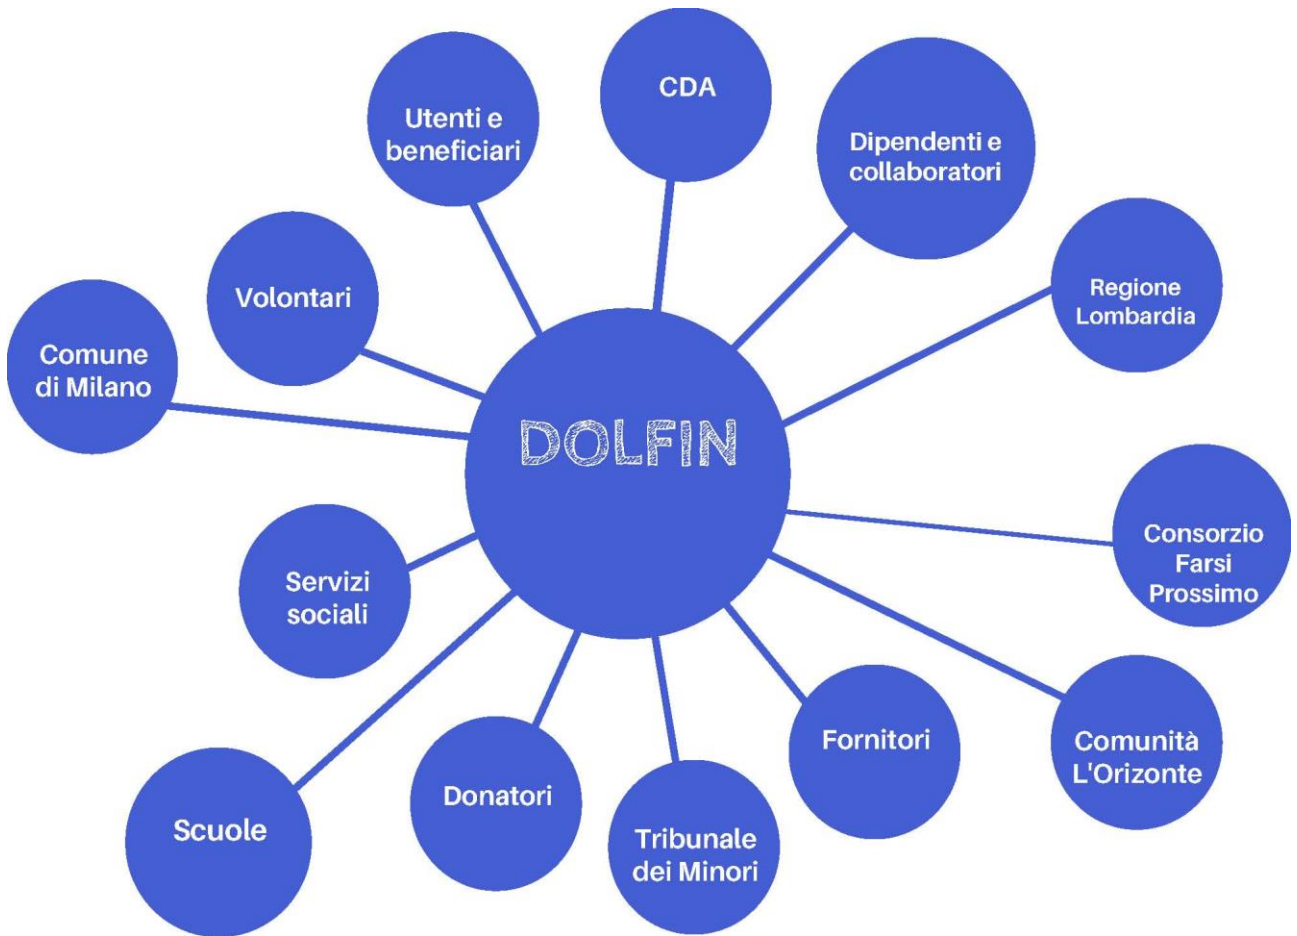 CDA
Utenti e
beneficiari
Dipendenti e
collaboratori
Volontari
Regione
Lombardia
Comune
di Milano
DOLFIN
Consorzio
Farsi
Prossimo
Servizi
sociali
Fornitori
Comunità
L'Orizonte
Donatori
Scuole
Tribunale
dei Minori